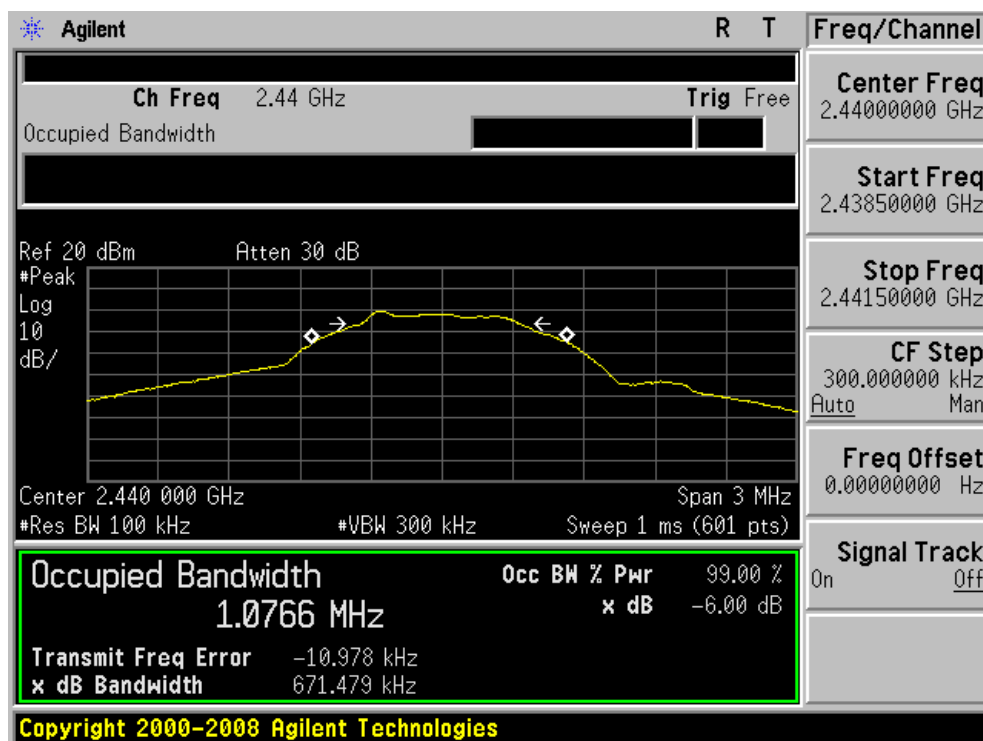 Agilent R T Freq/Channel
Ch Freq 2.44 GHz Trig Free
Occupied Bandwidth
Center Freq
2.44000000 GHz
Start Freq
2.43850000 GHz
Stop Freq
2.44150000 GHz
CF Step
300.000000 kHz
Auto Man
Freq Offset
0.00000000 Hz
Signal Track
On Off
Ref 20 dBm Atten 30 dB
#Peak
Log
10
dB/
Center 2.440 000 GHz Span 3 MHz
#Res BW 100 kHz #VBW 300 kHz Sweep 1 ms (601 pts)
Occupied Bandwidth Occ BW % Pwr 99.00 %
1.0766 MHz x dB -6.00 dB
Transmit Freq Error -10.978 kHz
x dB Bandwidth 671.479 kHz
Copyright 2000-2008 Agilent Technologies